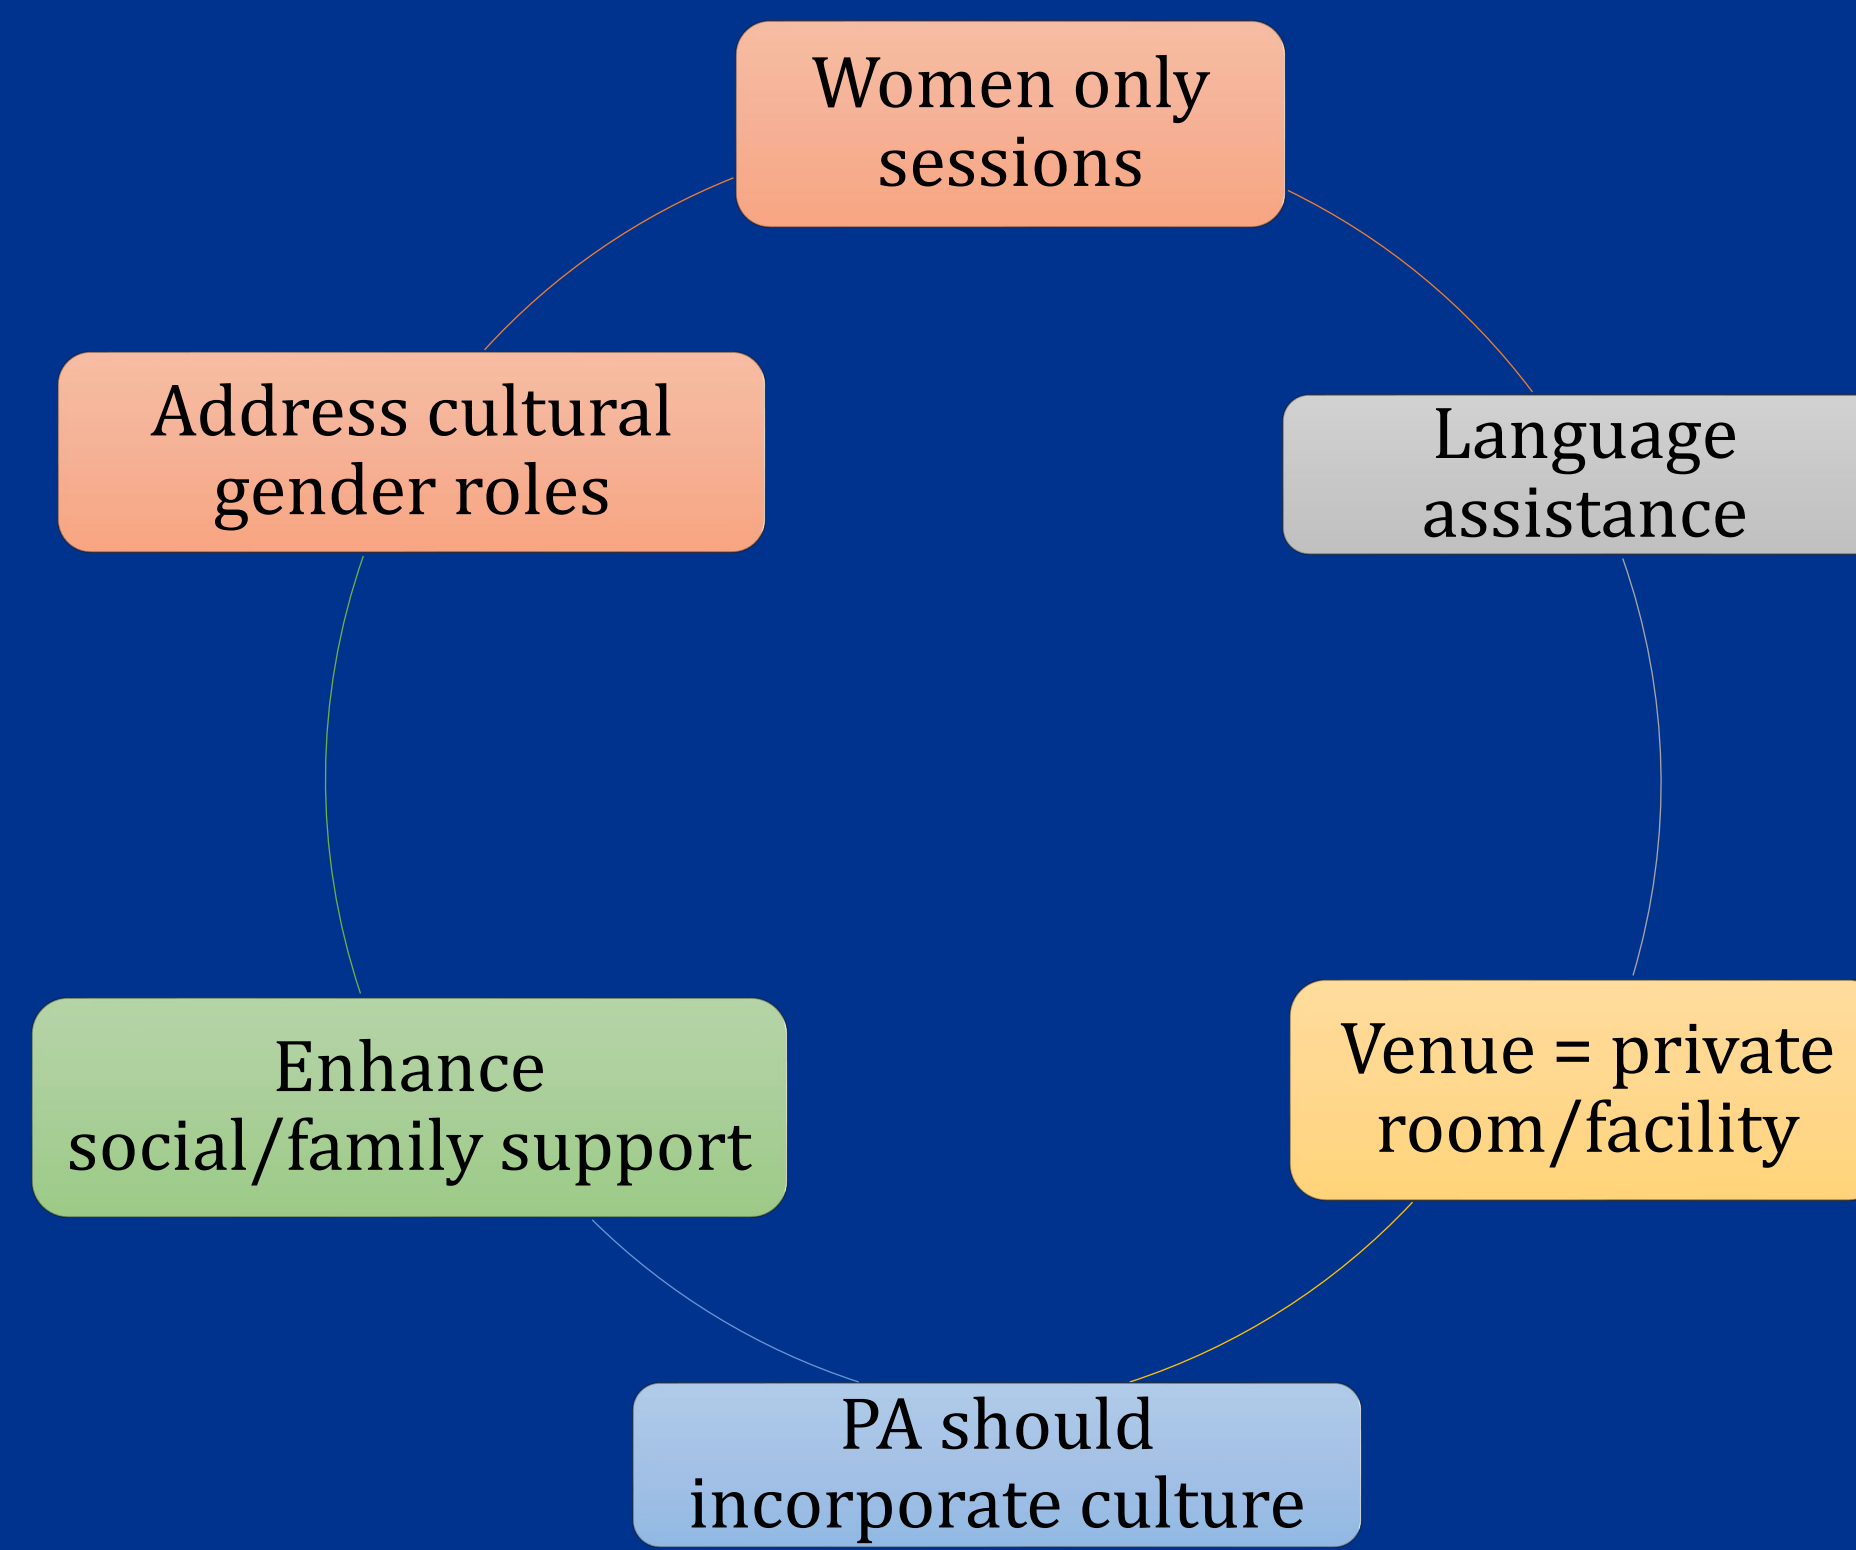 Women only
sessions
Address cultural
gender roles
Language
assistance
Enhance
social/family support
Venue = private
room/facility
PA should
incorporate culture